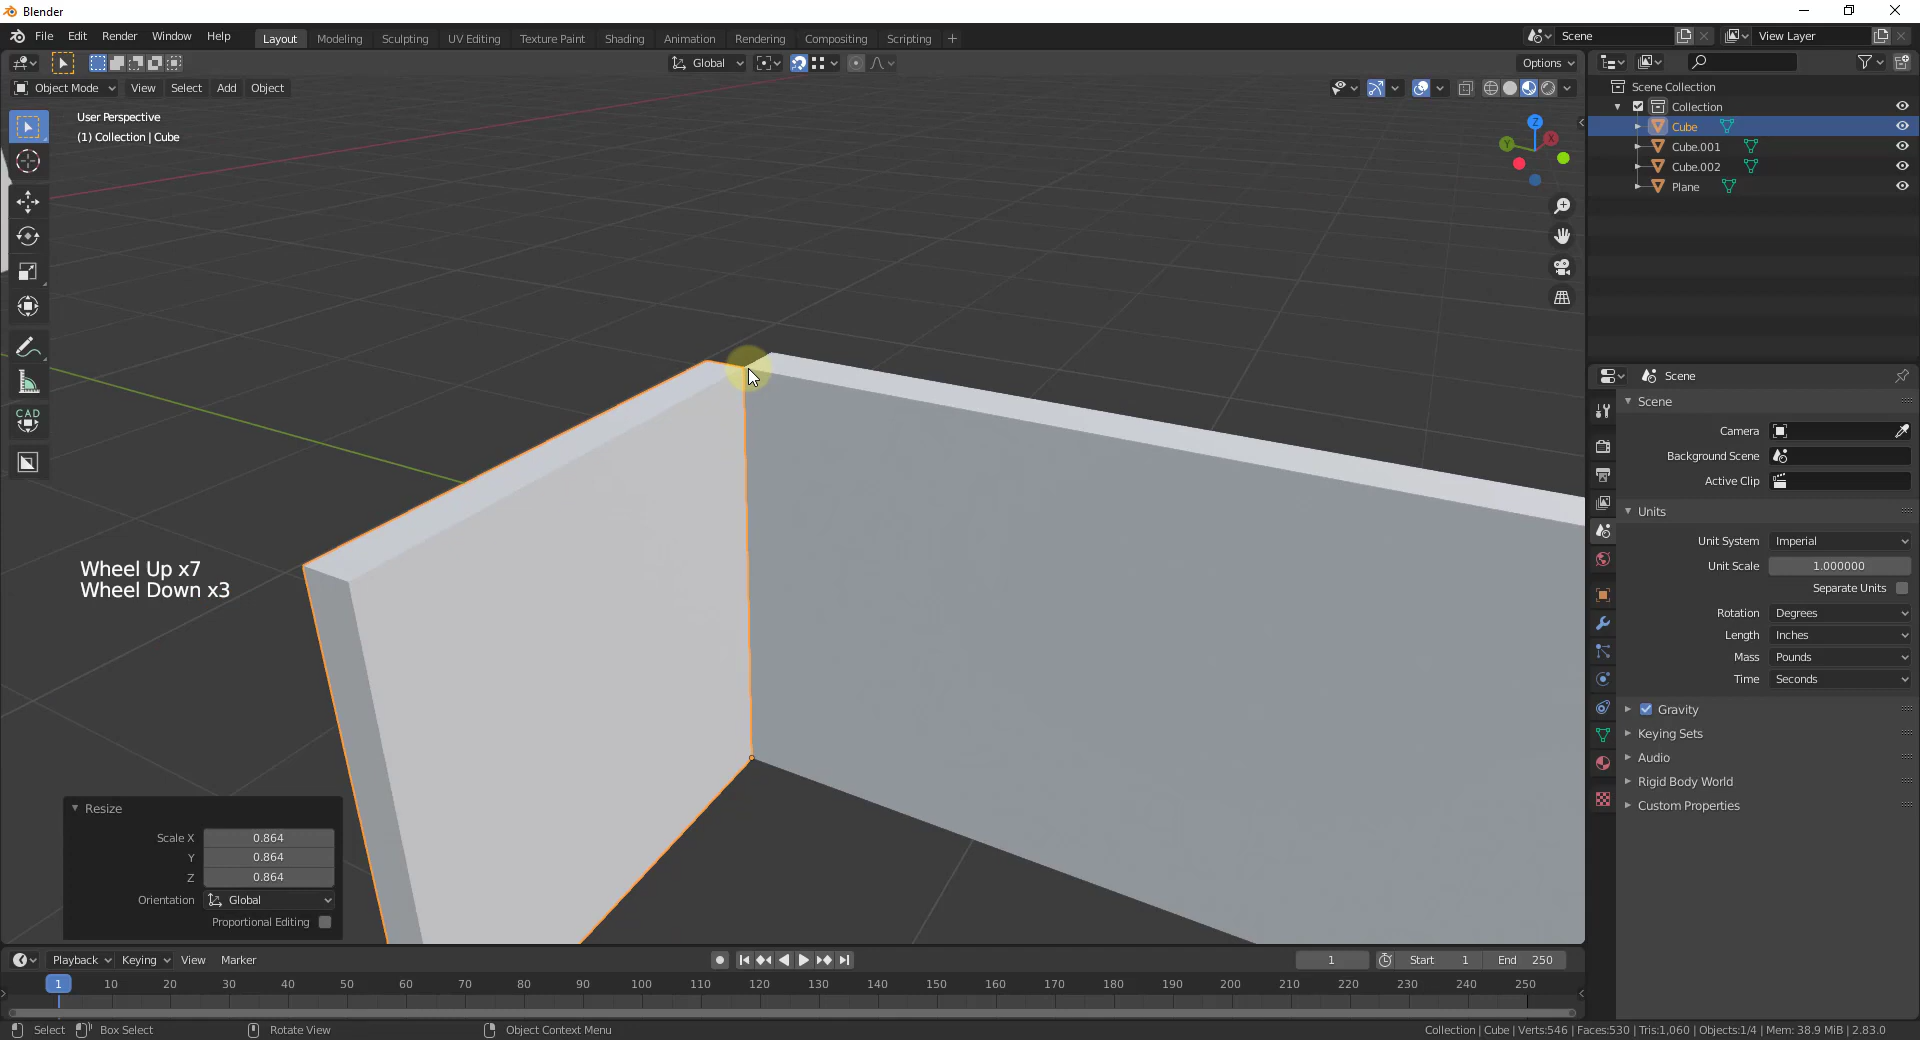 Blender
File Edit Render Window Help
Layout Modeling Sculpting UV Editing Texture Paint Shading Animation Rendering Compositing Scripting +
Scene
View Layer
Global
Options
Object Mode View Select Add Object
User Perspective
(1) Collection | Cube
Z
X
Y
CAD
Wheel Up x7
Wheel Down x3
Resize
Scale X 0.864
Y 0.864
Z 0.864
Orientation Global
Proportional Editing
Scene Collection
Collection
Cube
Cube.001
Cube.002
Plane
Scene
Scene
Camera
Background Scene
Active Clip
Units
Unit System Imperial
Unit Scale 1.000000
Separate Units
Rotation Degrees
Length Inches
Mass Pounds
Time Seconds
Gravity
Keying Sets
Audio
Rigid Body World
Custom Properties
Playback Keying View Marker
1 Start 1 End 250
1 10 20 30 40 50 60 70 80 90 100 110 120 130 140 150 160 170 180 190 200 210 220 230 240 250
Select Box Select Rotate View Object Context Menu
Collection | Cube | Verts:546 | Faces:530 | Tris:1,060 | Objects:1/4 | Mem: 38.9 MiB | 2.83.0